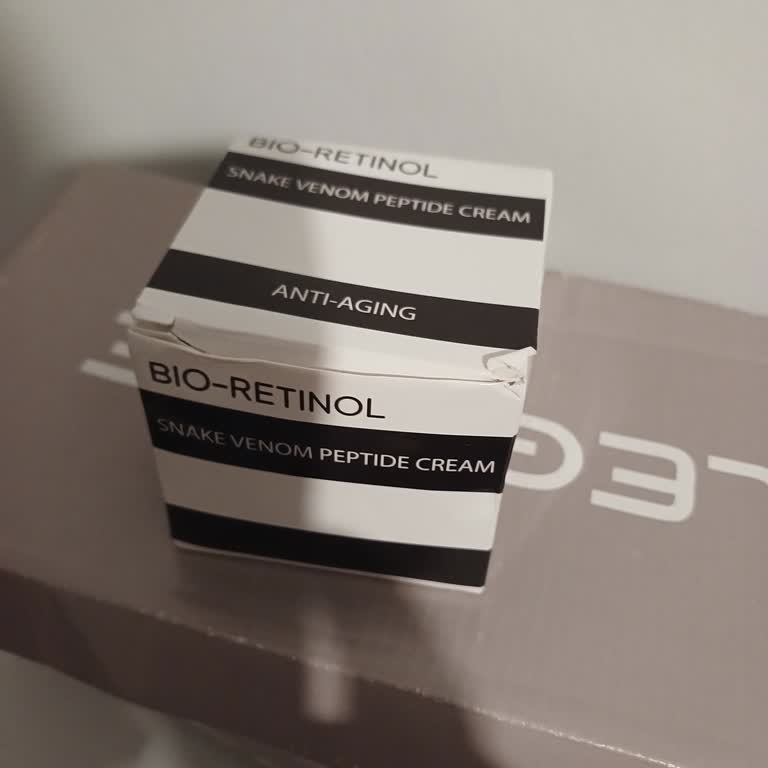 BIO-RETINOL
SNAKE VENOM PEPTIDE CREAM
ANTI-AGING
BIO-RETINOL
SNAKE VENOM PEPTIDE CREAM